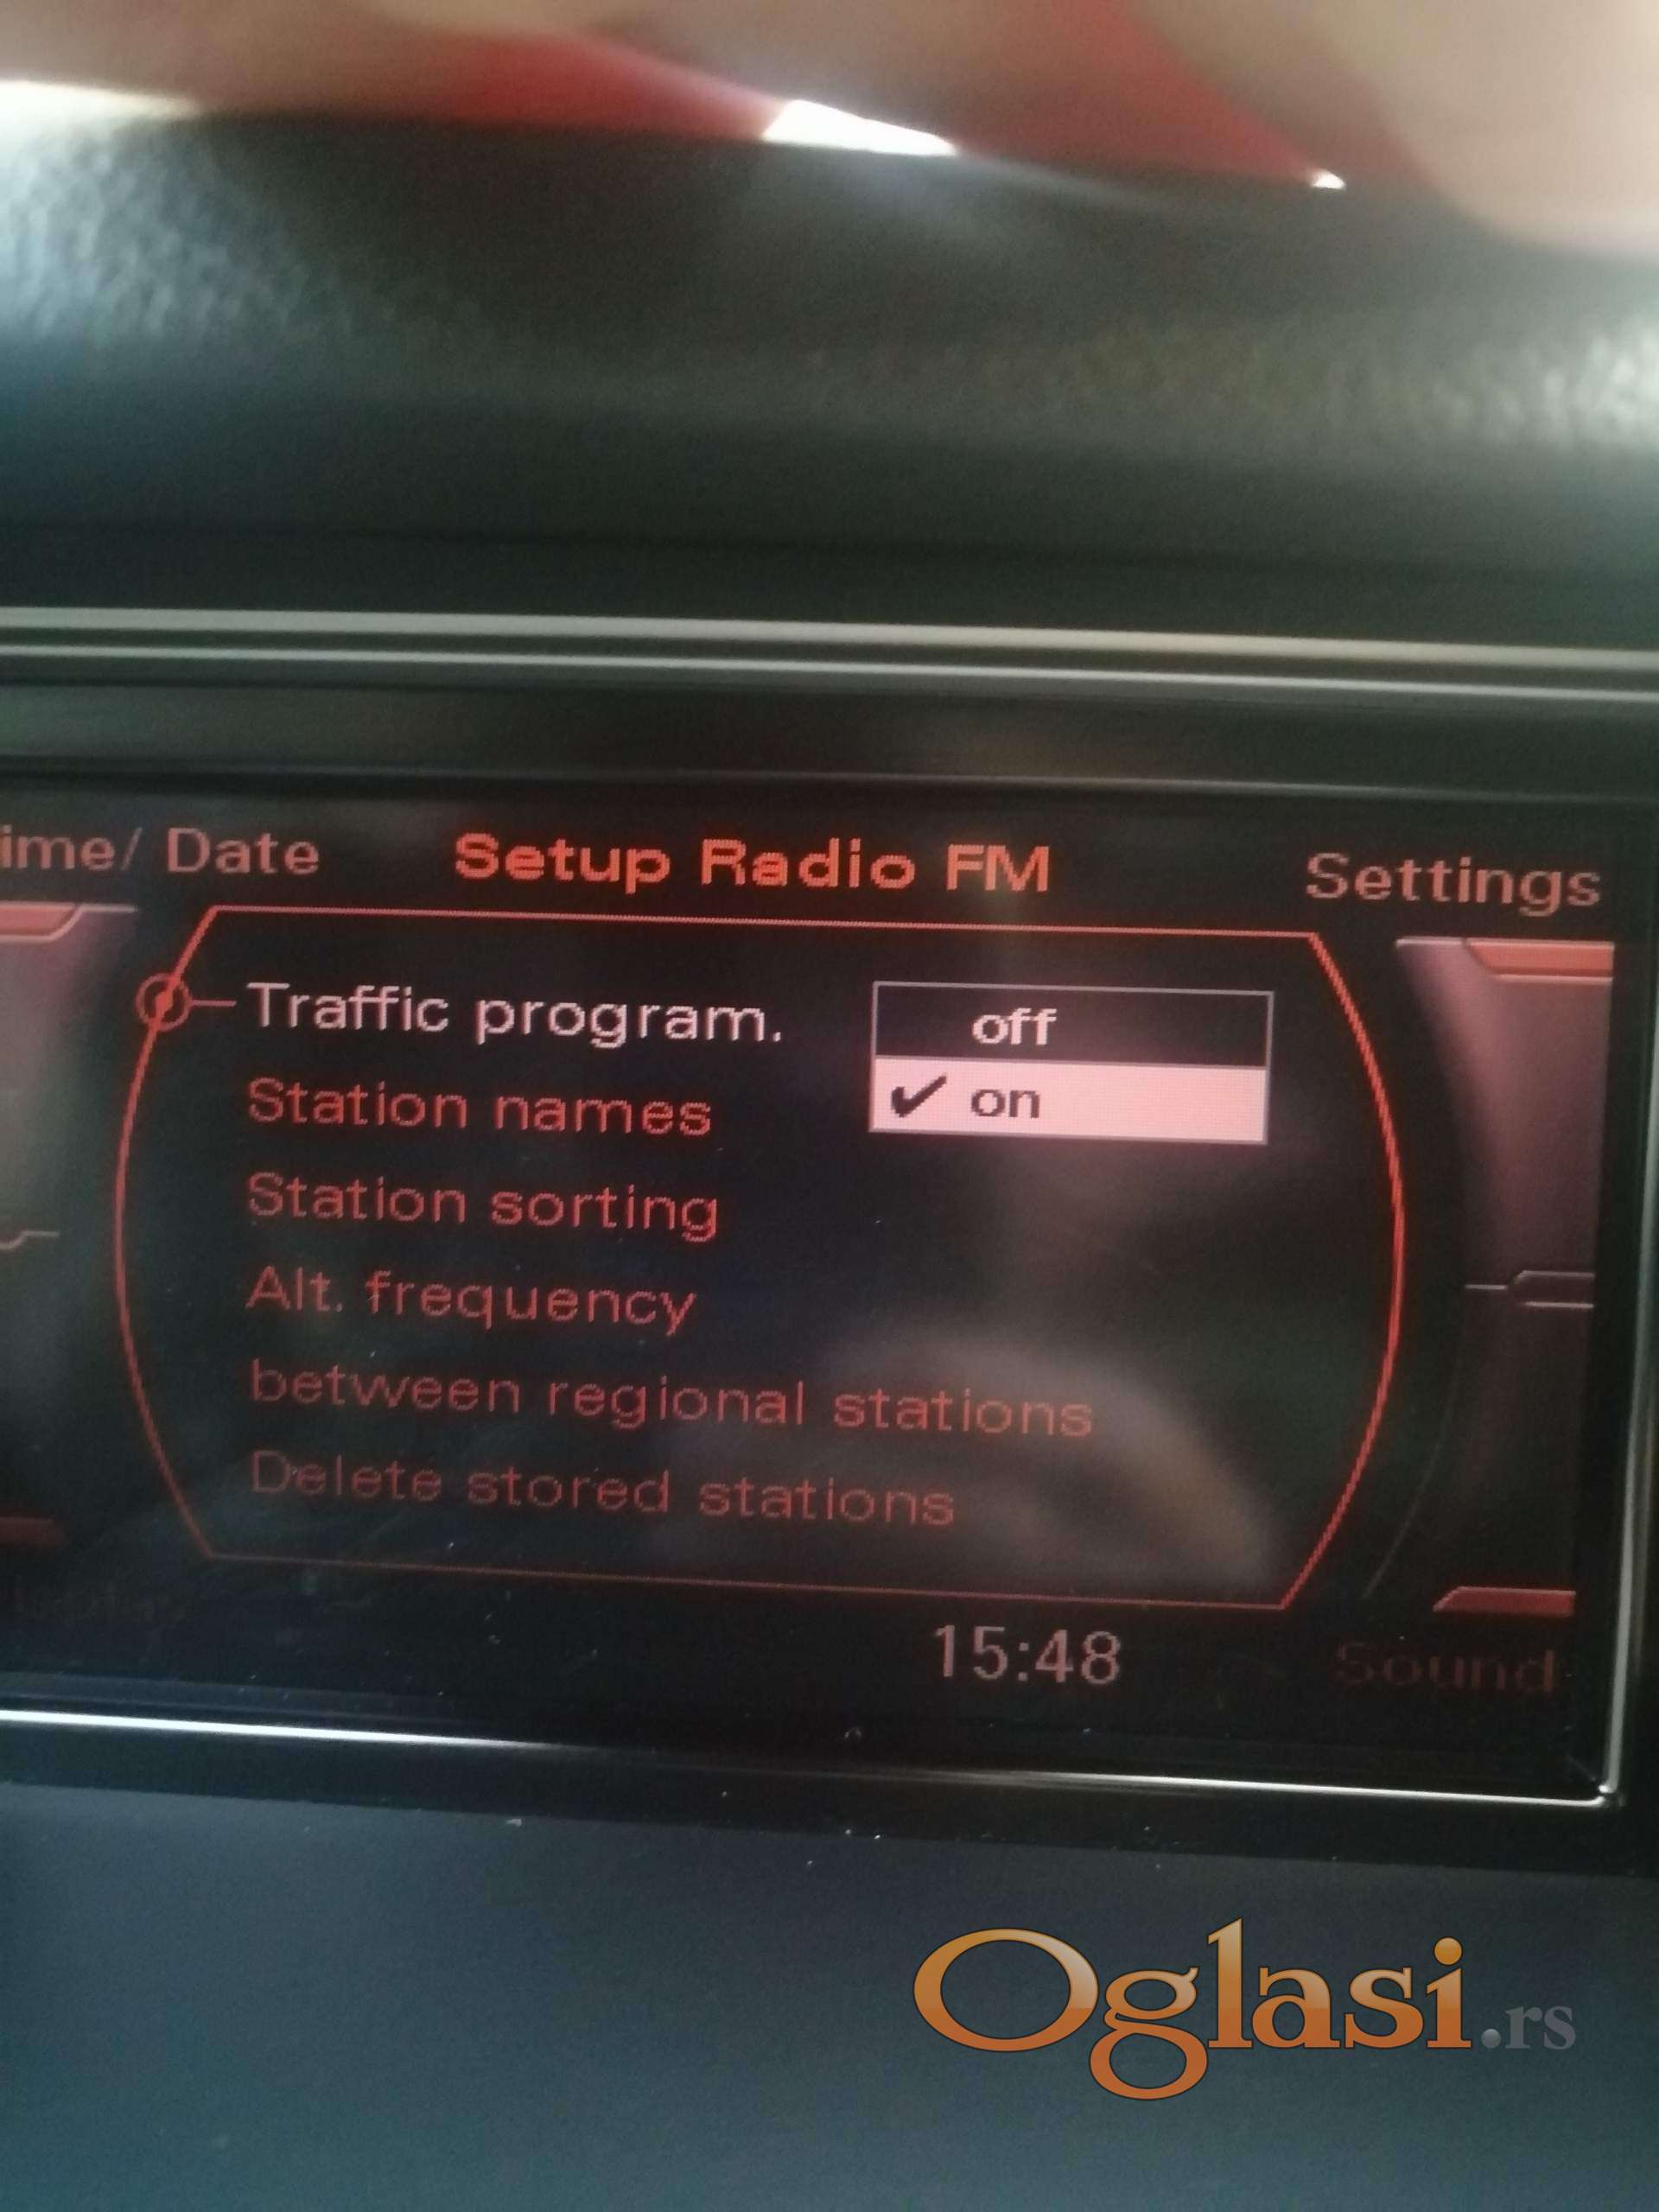 ime/ Date
Setup Radio FM
Settings
Traffic program.
off
✔ on
Station names
Station sorting
Alt. frequency
between regional stations
Delete stored stations
15:48
Sound
Oglasi.rs